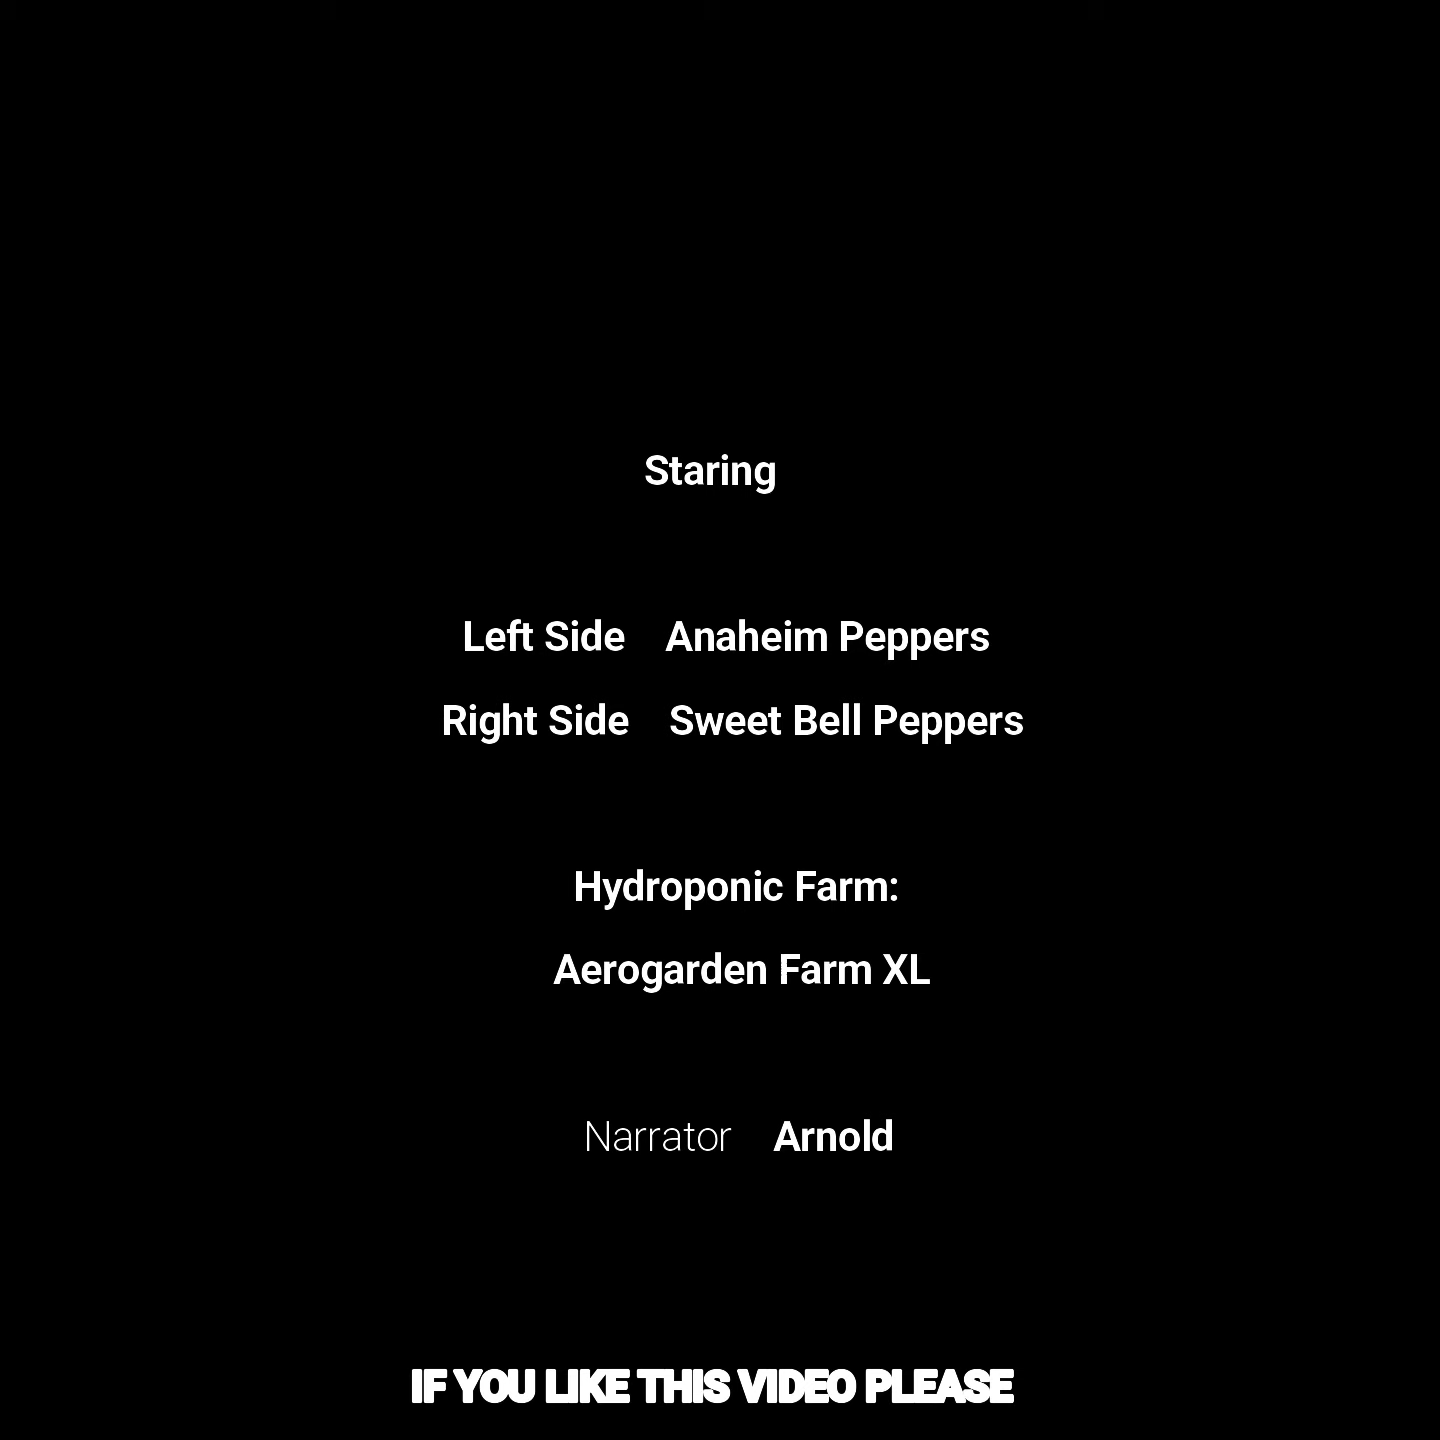 Staring
Left Side Anaheim Peppers
Right Side Sweet Bell Peppers
Hydroponic Farm:
Aerogarden Farm XL
Narrator Arnold
IF YOU LIKE THIS VIDEO PLEASE